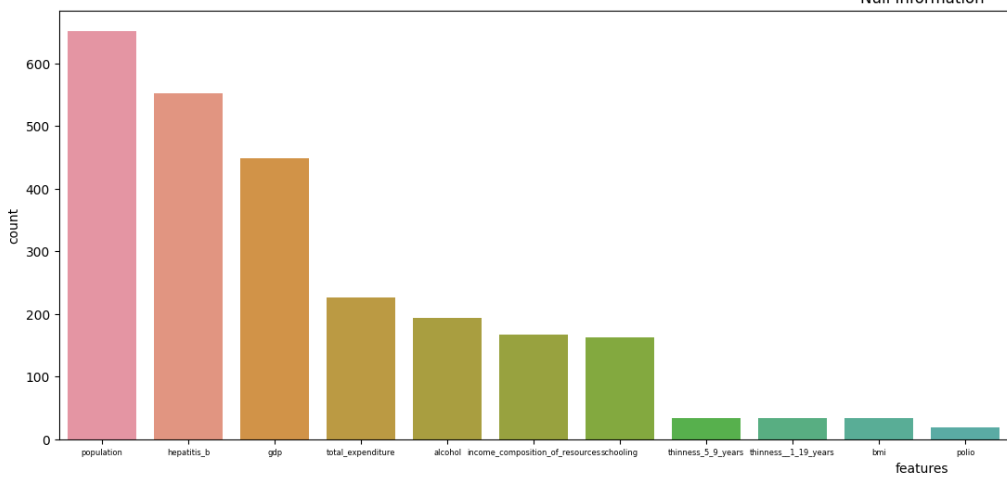 Null Information
600
500
400
300
200
100
0
count
population hepatitis_b gdp total_expenditure alcohol income_composition_of_resources schooling thinness_5_9_years thinness__1_19_years bmi polio
features